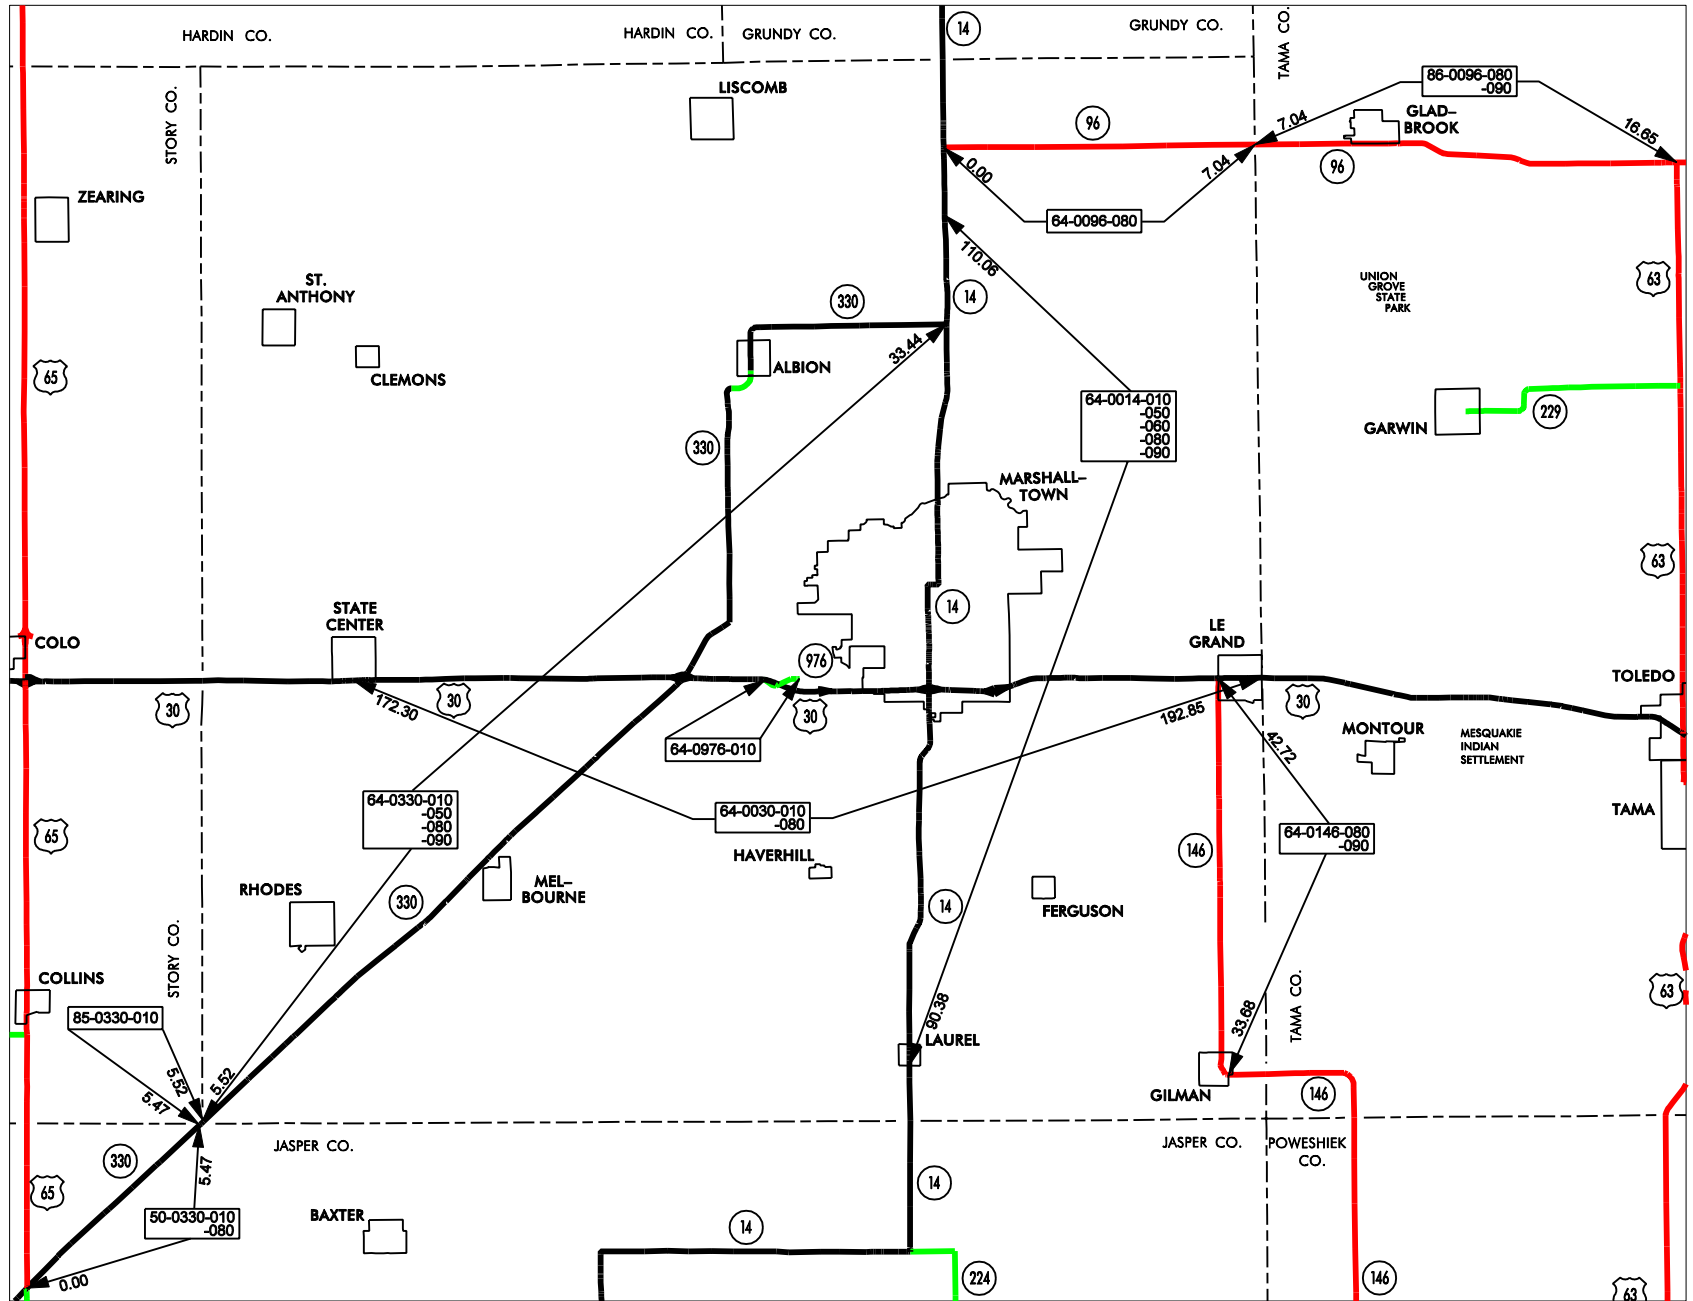 HARDIN CO.
HARDIN CO.
GRUNDY CO.
14
GRUNDY CO.
TAMA CO.
STORY CO.
LISCOMB
86-0096-080
-090
GLAD-
BROOK
96
7.04
16.65
96
0.00
7.04
64-0096-080
ZEARING
110.06
ST.
ANTHONY
UNION
GROVE
STATE
PARK
63
330
14
33.44
65
CLEMONS
ALBION
64-0014-010
-050
-060
-080
-090
229
GARWIN
330
MARSHALL-
TOWN
63
14
STATE
CENTER
LE
GRAND
COLO
976
TOLEDO
30
172.30
30
30
192.85
30
64-0976-010
42.72
MONTOUR
MESQUAKIE
INDIAN
SETTLEMENT
64-0330-010
-050
-080
-090
64-0030-010
-080
TAMA
65
64-0146-080
-090
146
HAVERHILL
RHODES
MEL-
BOURNE
330
14
FERGUSON
STORY CO.
COLLINS
63
TAMA CO.
85-0330-010
90.38
33.68
LAUREL
5.52
5.52
5.47
GILMAN
146
JASPER CO.
JASPER CO.
POWESHIEK
CO.
330
5.47
65
14
50-0330-010
-080
BAXTER
14
0.00
224
146
63